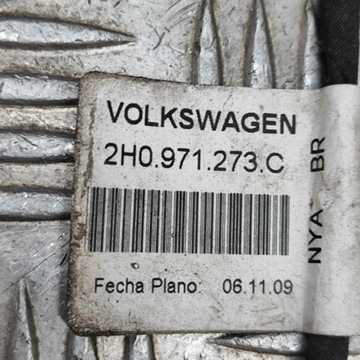 VOLKSWAGEN
2H0.971.273.C
Fecha Plano: 06.11.09
NYA BR